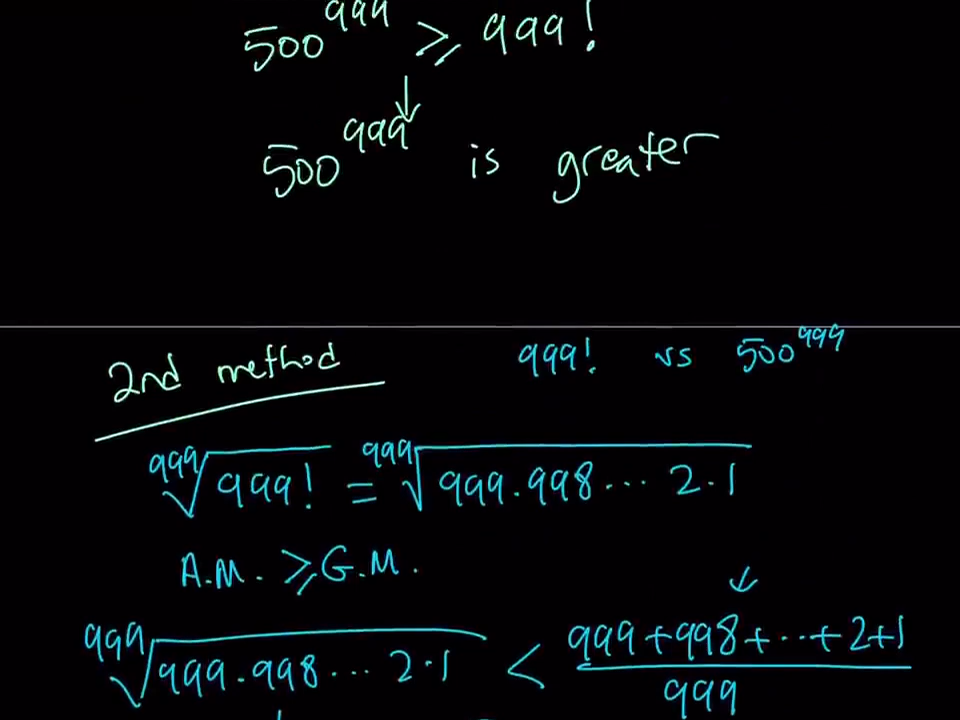 500^999 ≥ 999!
↓
500^999 is greater
2nd method 999! vs 500^999
⁹⁹⁹√(999!) = ⁹⁹⁹√(999.998... 2.1)
A.M. ≥ G.M.
↓
⁹⁹⁹√(999.998... 2.1) < (999+998+...+2+1)/999